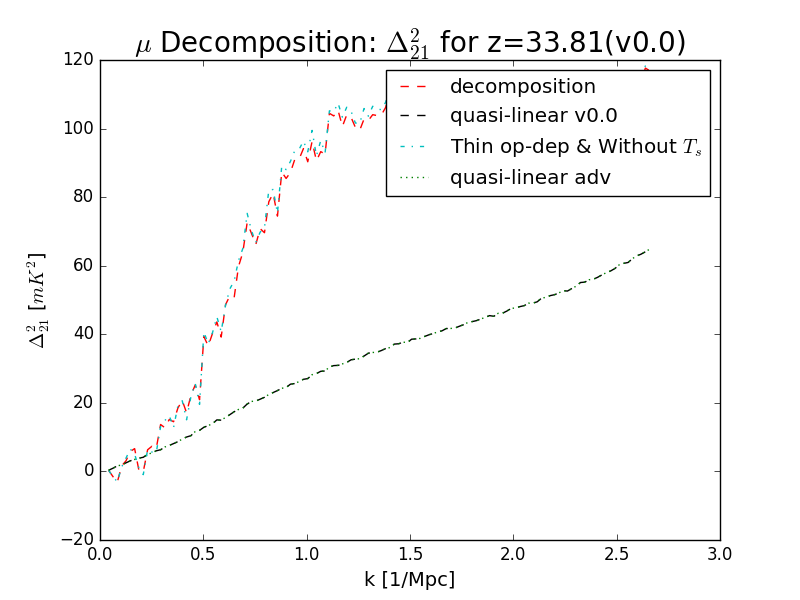 μ Decomposition: Δ²₂₁ for z=33.81(v0.0)
120
100
80
60
40
20
0
−20
Δ²₂₁ [mK²]
decomposition
quasi-linear v0.0
Thin op-dep & Without Tₛ
quasi-linear adv
0.0 0.5 1.0 1.5 2.0 2.5 3.0
k [1/Mpc]